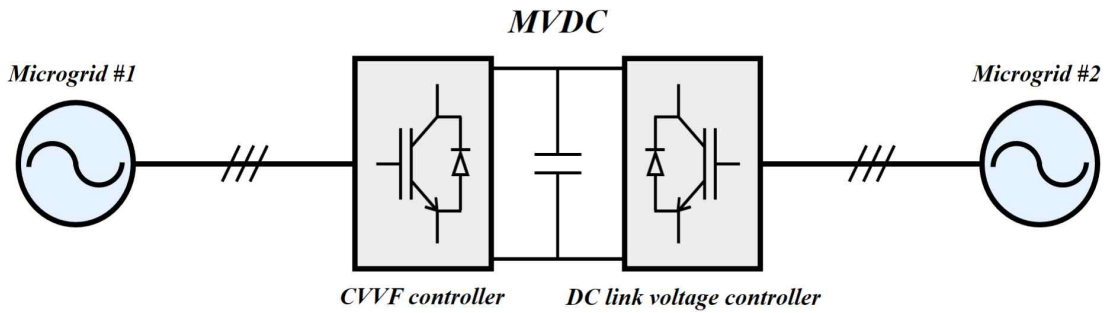 MVDC
Microgrid #1
Microgrid #2
CVVF controller
DC link voltage controller